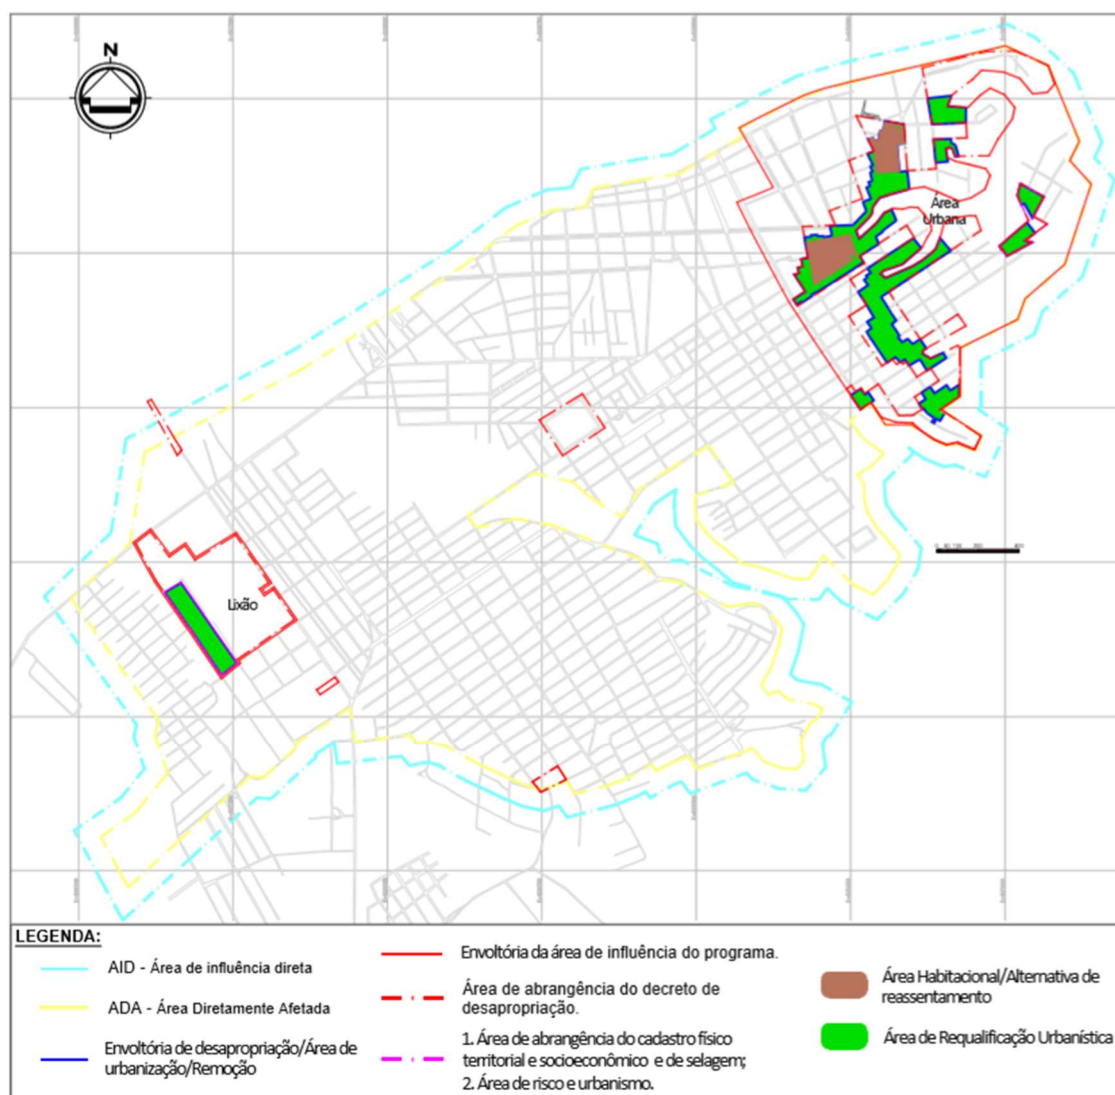 N
Área
Urbana
Lixão
LEGENDA:
AID - Área de influência direta
ADA - Área Diretamente Afetada
Envoltória de desapropriação/Área de
urbanização/Remoção
Envoltória da área de influência do programa.
Área de abrangência do decreto de
desapropriação.
1. Área de abrangência do cadastro físico
territorial e socioeconômico e de selagem;
2. Área de risco e urbanismo.
Área Habitacional/Alternativa de
reassentamento
Área de Requalificação Urbanística